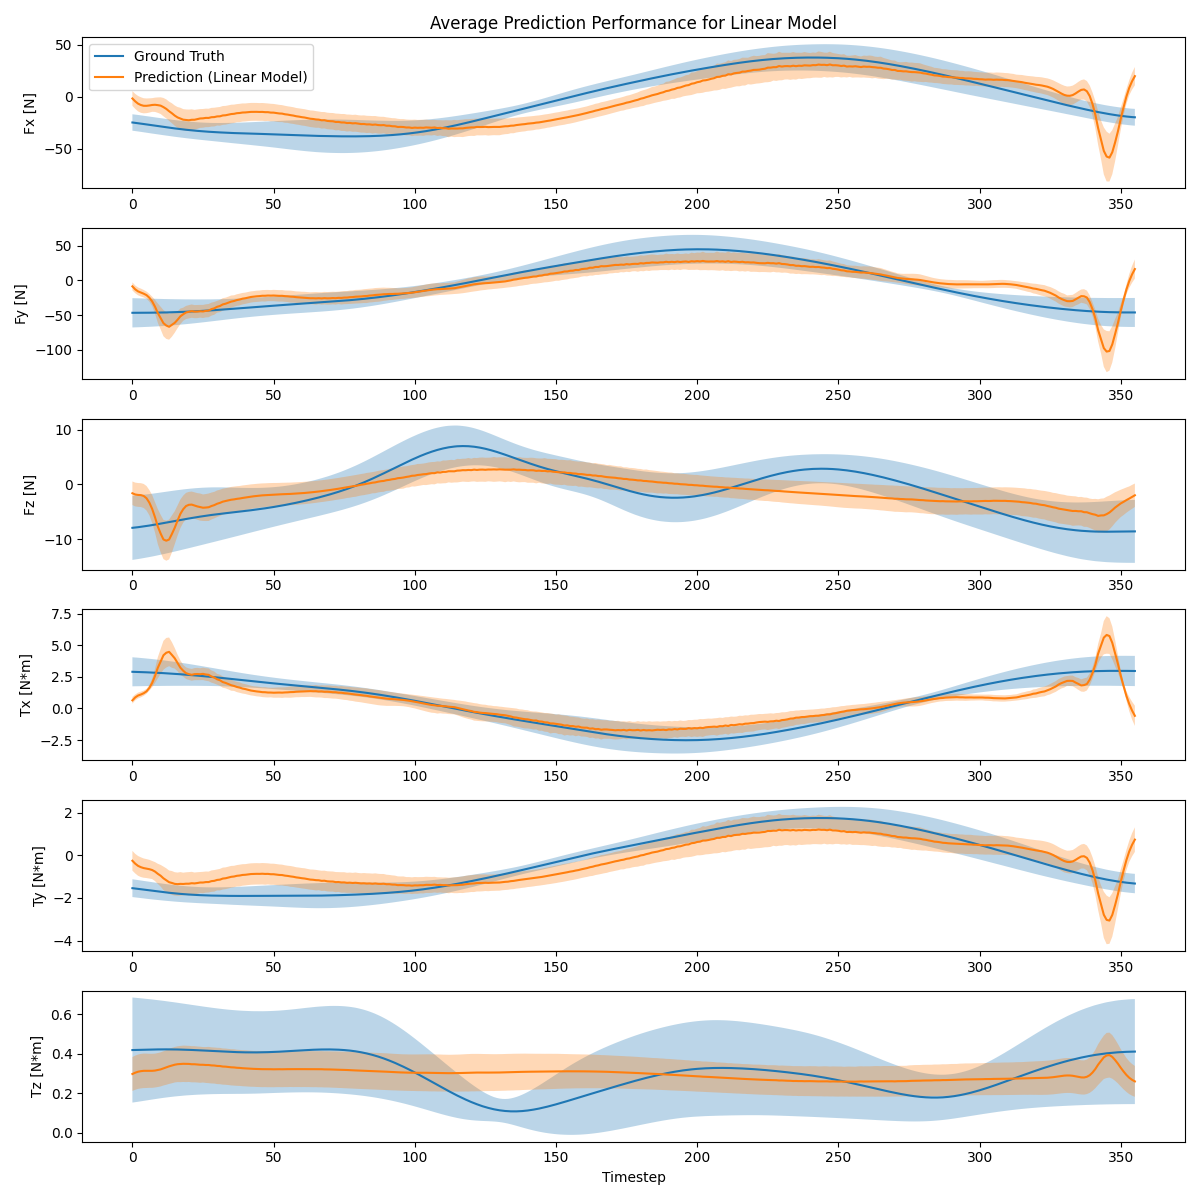 Average Prediction Performance for Linear Model
Ground Truth
Prediction (Linear Model)
Fx [N]
50
0
−50
0 50 100 150 200 250 300 350
Fy [N]
50
0
−50
−100
0 50 100 150 200 250 300 350
Fz [N]
10
0
−10
0 50 100 150 200 250 300 350
Tx [N*m]
7.5
5.0
2.5
0.0
−2.5
0 50 100 150 200 250 300 350
Ty [N*m]
2
0
−2
−4
0 50 100 150 200 250 300 350
Tz [N*m]
0.6
0.4
0.2
0.0
0 50 100 150 200 250 300 350
Timestep